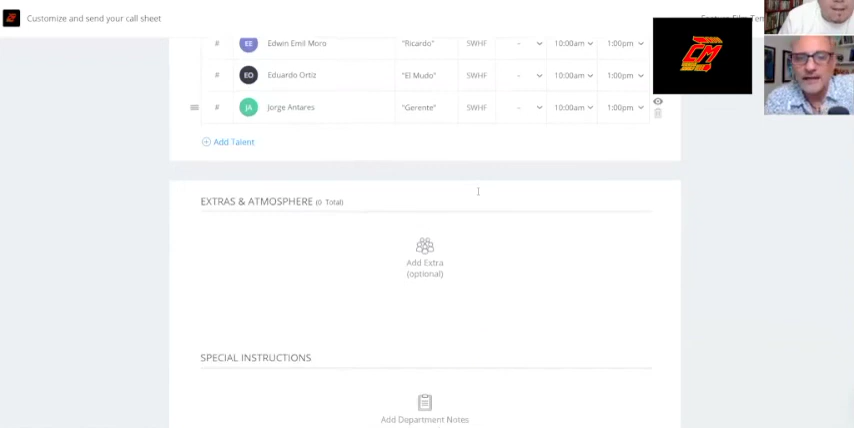 Customize and send your call sheet
# EE Edwin Emil Moro "Ricardo" SWHF - 10:00am 1:00pm
# EO Eduardo Ortiz "El Mudo" SWHF - 10:00am 1:00pm
# JA Jorge Antares "Gerente" SWHF - 10:00am 1:00pm
Add Talent
CM
EXTRAS & ATMOSPHERE (0 Total)
Add Extra
(optional)
SPECIAL INSTRUCTIONS
Add Department Notes